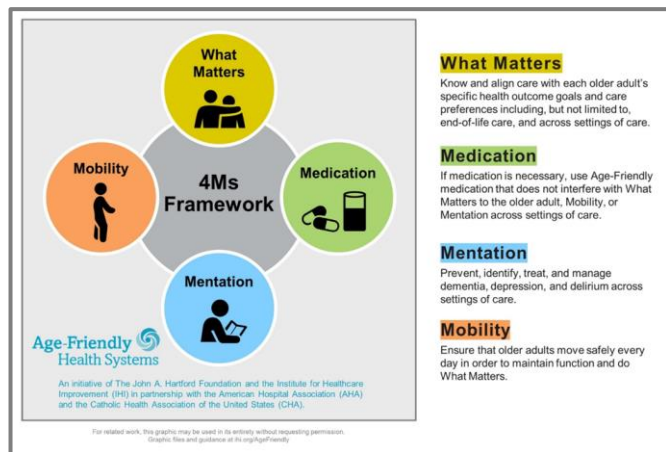 What
Matters
Mobility
4Ms
Framework
Medication
Mentation
Age-Friendly
Health Systems
An initiative of The John A. Hartford Foundation and the Institute for Healthcare
Improvement (IHI) in partnership with the American Hospital Association (AHA)
and the Catholic Health Association of the United States (CHA).
For related work, this graphic may be used in its entirety without requesting permission.
Graphic files and guidance at ihi.org/AgeFriendly
What Matters
Know and align care with each older adult's
specific health outcome goals and care
preferences including, but not limited to,
end-of-life care, and across settings of care.
Medication
If medication is necessary, use Age-Friendly
medication that does not interfere with What
Matters to the older adult, Mobility, or
Mentation across settings of care.
Mentation
Prevent, identify, treat, and manage
dementia, depression, and delirium across
settings of care.
Mobility
Ensure that older adults move safely every
day in order to maintain function and do
What Matters.